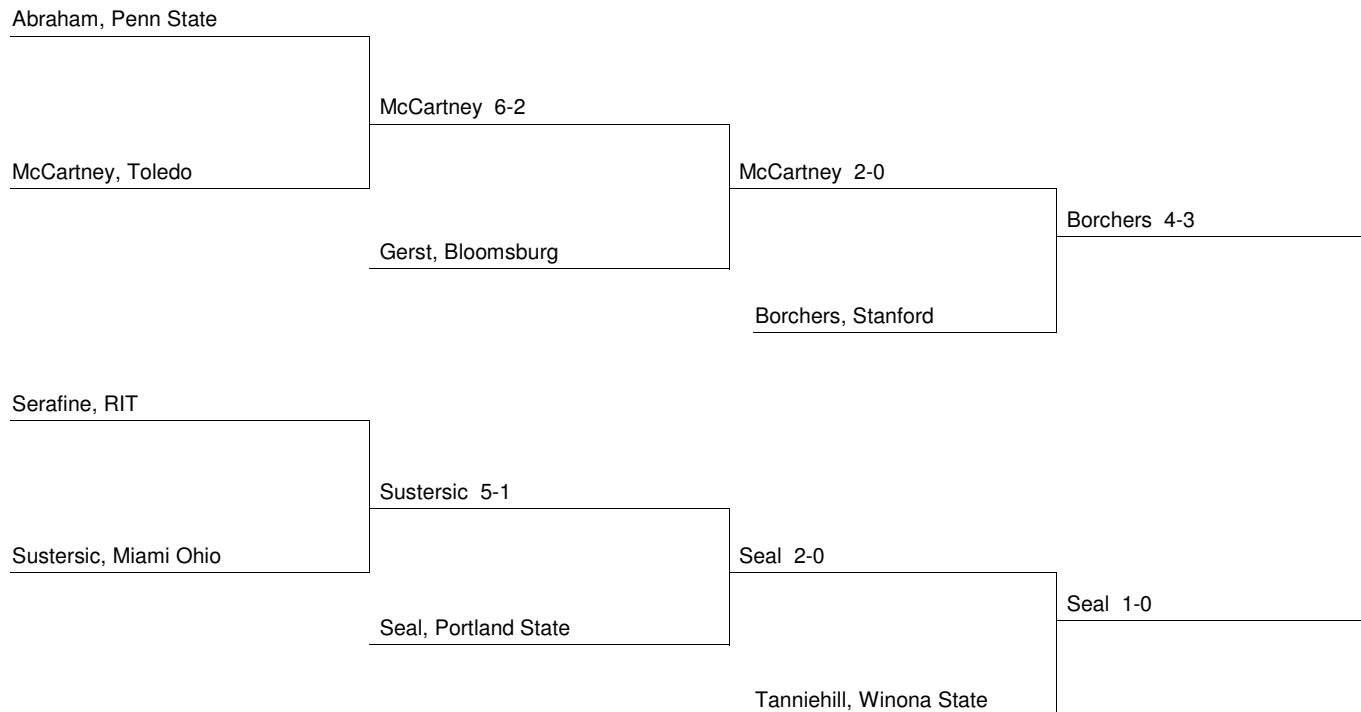 Abraham, Penn State
McCartney 6-2
McCartney, Toledo
McCartney 2-0
Borchers 4-3
Gerst, Bloomsburg
Borchers, Stanford
Serafine, RIT
Sustersic 5-1
Sustersic, Miami Ohio
Seal 2-0
Seal 1-0
Seal, Portland State
Tanniehill, Winona State